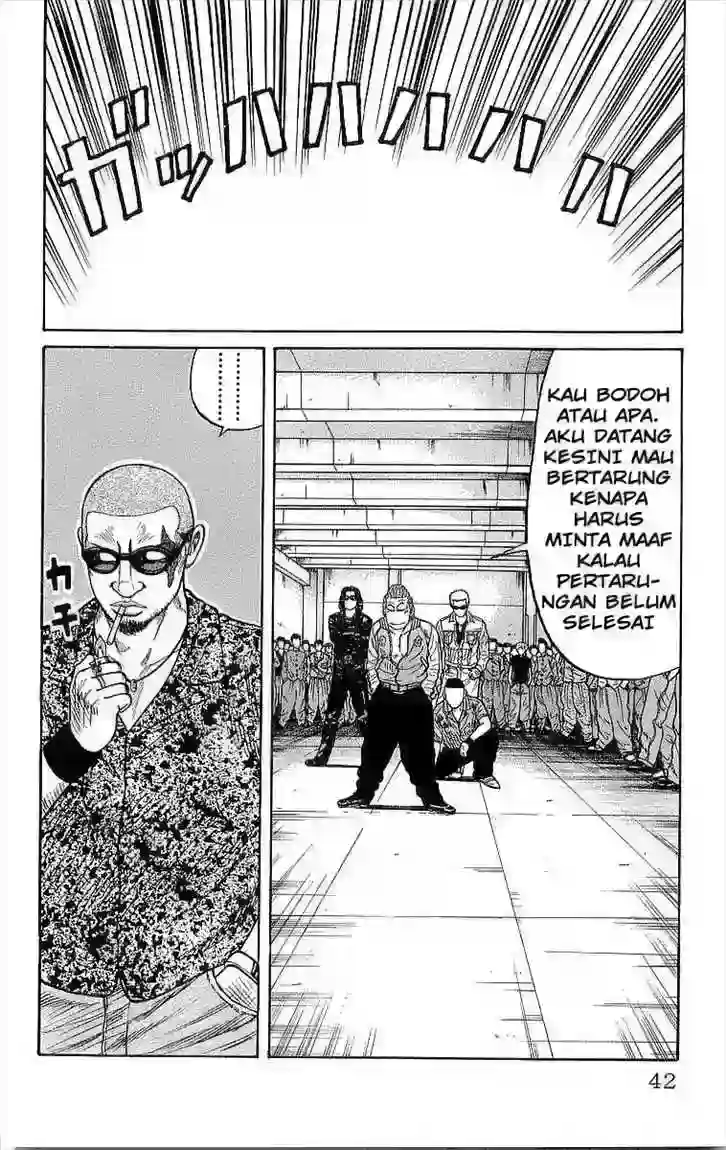 ガッハハハハハ
KAU BODOH
ATAU APA.
AKU DATANG
KESINI MAU
BERTARUNG
KENAPA
HARUS
MINTA MAAF
KALAU
PERTARU-
NGAN BELUM
SELESAI
………
………
カチ
42